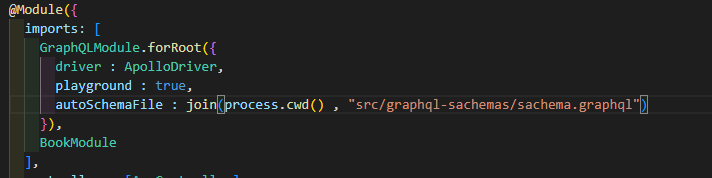 @Module({
imports: [
GraphQLModule.forRoot({
driver : ApolloDriver,
playground : true,
autoSchemaFile : join(process.cwd() , "src/graphql-sachemas/sachema.graphql")
}),
BookModule
],